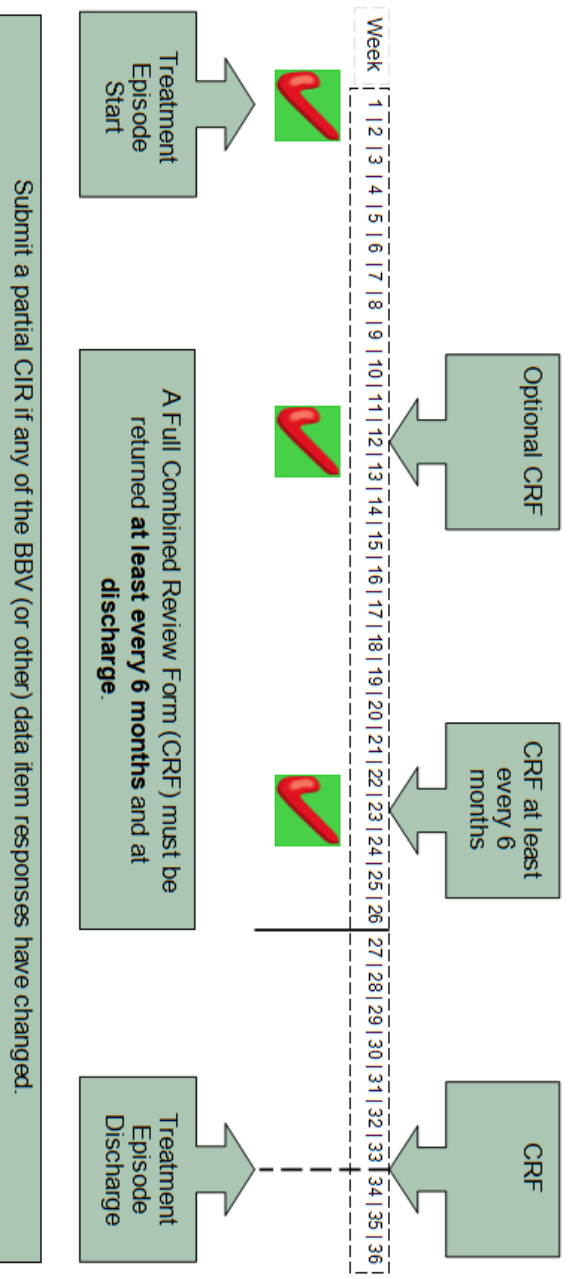 Optional CRF
CRF at least
every 6
months
CRF
Week
1 | 2 | 3 | 4 | 5 | 6 | 7 | 8 | 9 | 10 | 11 | 12 | 13 | 14 | 15 | 16 | 17 | 18 | 19 | 20 | 21 | 22 | 23 | 24 | 25 | 26 | 27 | 28 | 29 | 30 | 31 | 32 | 33 | 34 | 35 | 36
Treatment
Episode
Start
A Full Combined Review Form (CRF) must be
returned at least every 6 months and at
discharge.
Treatment
Episode
Discharge
Submit a partial CIR if any of the BBV (or other) data item responses have changed.